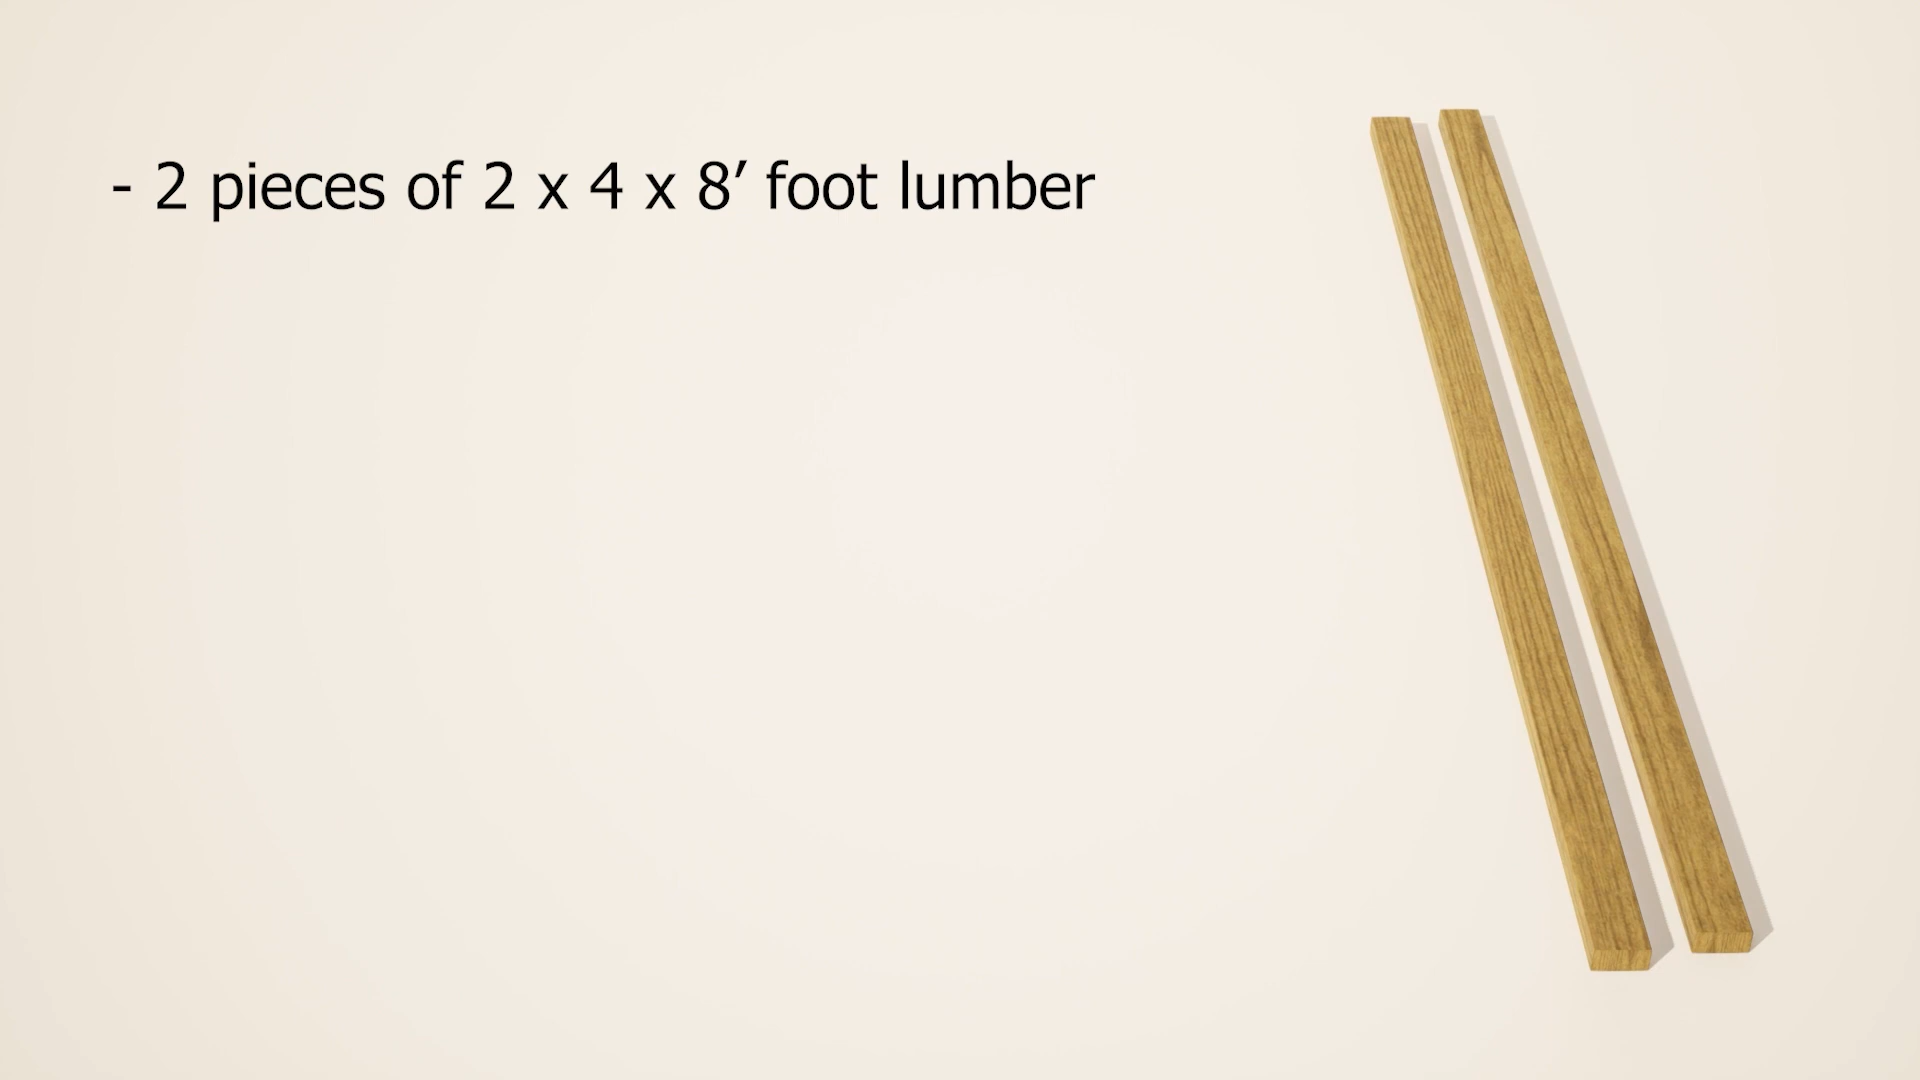 - 2 pieces of 2 x 4 x 8′ foot lumber